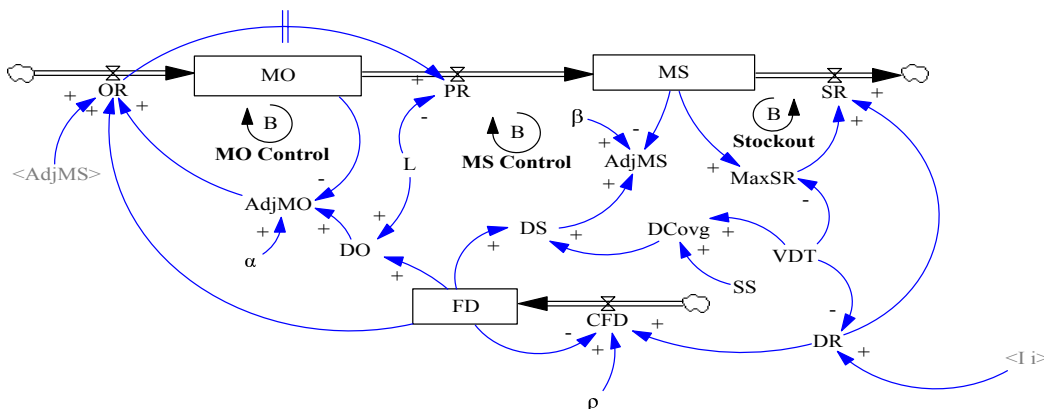 MO
MS
OR
PR
SR
B
MO Control
B
MS Control
β
B
Stockout
<AdjMS>
L
AdjMS
MaxSR
AdjMO
DO
DS
DCovg
VDT
α
SS
FD
CFD
DR
<I i>
ρ
+
+
+
+
-
+
+
-
+
+
-
+
+
+
+
-
+
+
-
+
+
+
+
-
+
-
+
+
+